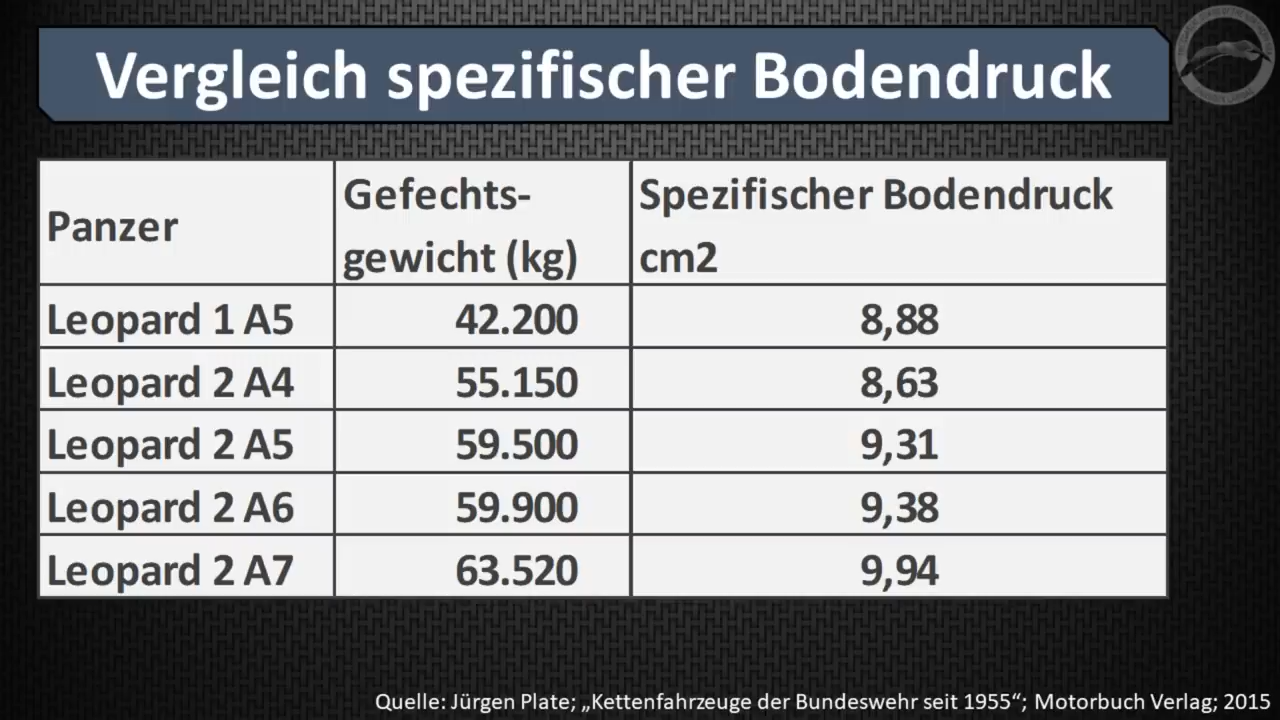 Vergleich spezifischer Bodendruck
Panzer
Gefechts-
gewicht (kg)
Spezifischer Bodendruck
cm2
Leopard 1 A5 42.200 8,88
Leopard 2 A4 55.150 8,63
Leopard 2 A5 59.500 9,31
Leopard 2 A6 59.900 9,38
Leopard 2 A7 63.520 9,94
Quelle: Jürgen Plate; „Kettenfahrzeuge der Bundeswehr seit 1955“; Motorbuch Verlag; 2015